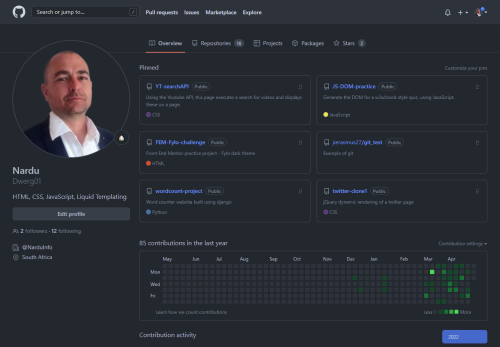 Search or jump to...
/
Pull requests Issues Marketplace Explore
Overview
Repositories 16
Projects
Packages
Stars 2
Pinned
Customize your pins
YT-searchAPI Public
Using the Youtube API, this page executes a search for videos and displays
these on a page.
CSS
JS-DOM-practice Public
Generate the DOM for a w3schools style quiz, using JavaScript
JavaScript
FEM-Fylo-challenge Public
Front End Mentor practice project - Fylo dark theme
HTML
jierasmus27/git_test Public
Example of git
wordcount-project Public
Word counter website built using django
Python
twitter-clone1 Public
jQuery dynamic rendering of a twitter page
CSS
Nardu
Dwerg01
HTML, CSS, JavaScript, Liquid Templating
Edit profile
2 followers · 12 following
@NarduInfo
South Africa
85 contributions in the last year
Contribution settings
May Jun Jul Aug Sep Oct Nov Dec Jan Feb Mar Apr
Mon
Wed
Fri
Learn how we count contributions
Less More
Contribution activity
2022